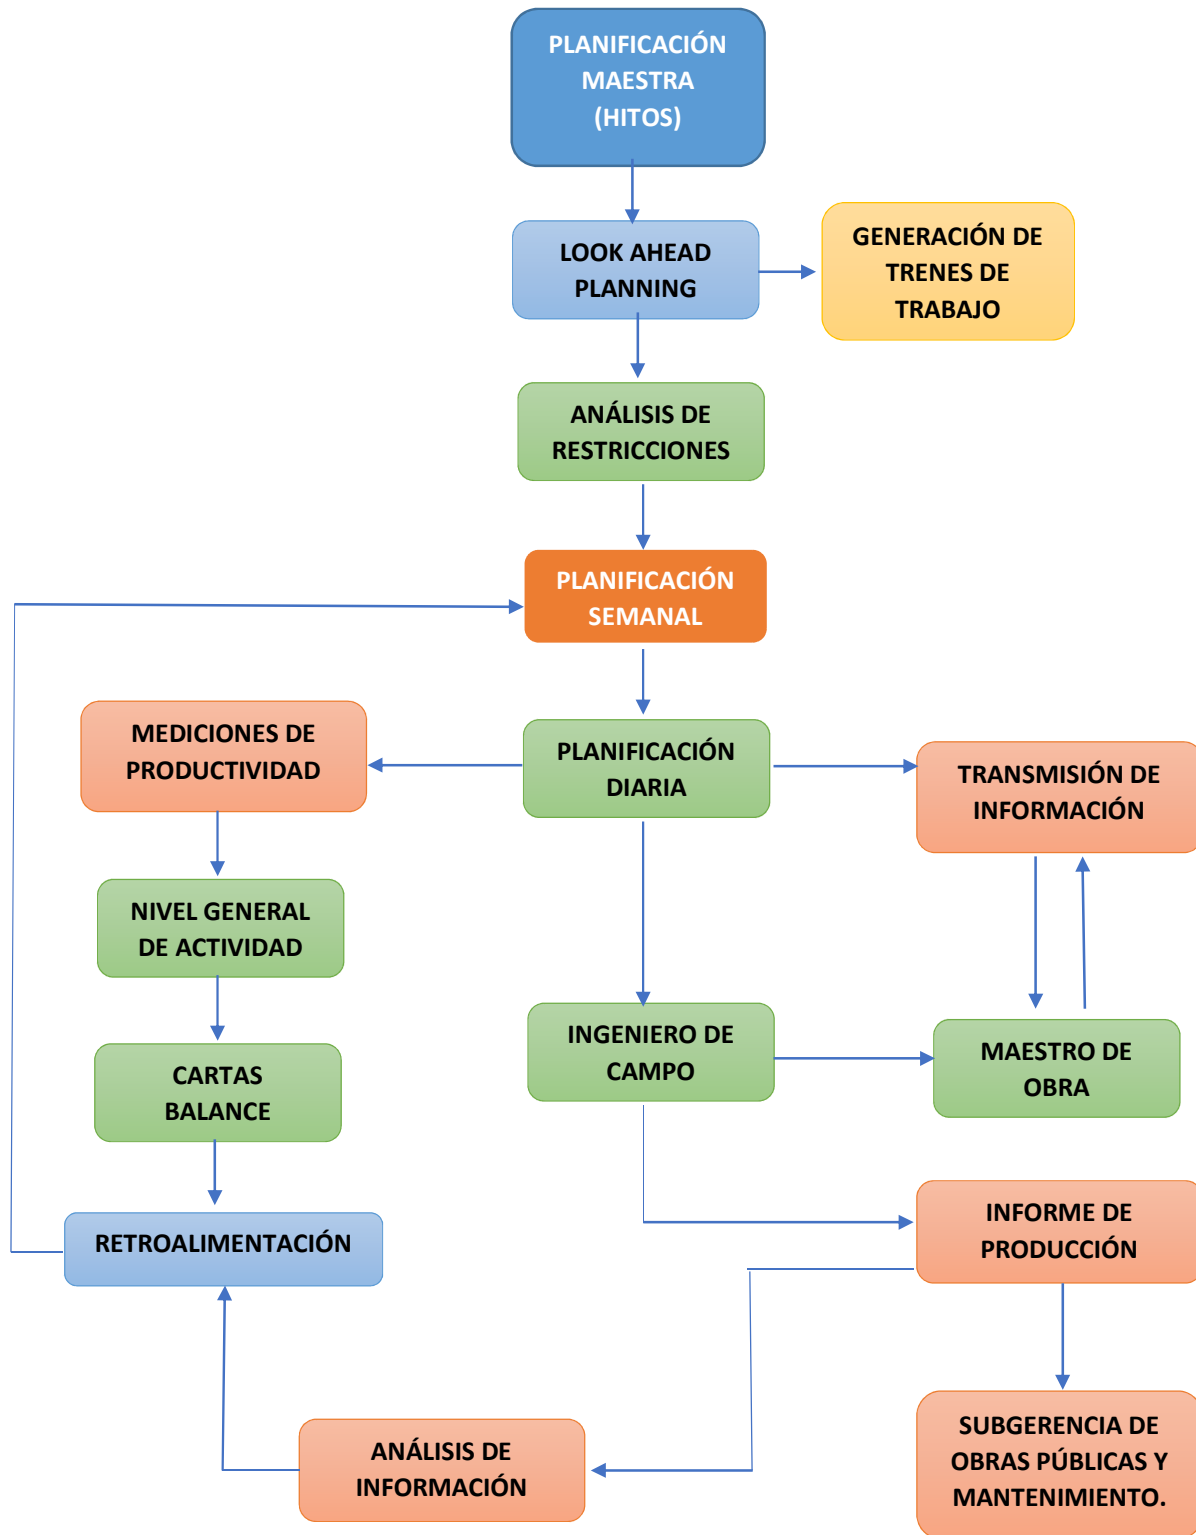 PLANIFICACIÓN
MAESTRA
(HITOS)
LOOK AHEAD
PLANNING
GENERACIÓN DE
TRENES DE
TRABAJO
ANÁLISIS DE
RESTRICCIONES
PLANIFICACIÓN
SEMANAL
MEDICIONES DE
PRODUCTIVIDAD
PLANIFICACIÓN
DIARIA
TRANSMISIÓN DE
INFORMACIÓN
NIVEL GENERAL
DE ACTIVIDAD
INGENIERO DE
CAMPO
MAESTRO DE
OBRA
CARTAS
BALANCE
RETROALIMENTACIÓN
INFORME DE
PRODUCCIÓN
ANÁLISIS DE
INFORMACIÓN
SUBGERENCIA DE
OBRAS PÚBLICAS Y
MANTENIMIENTO.